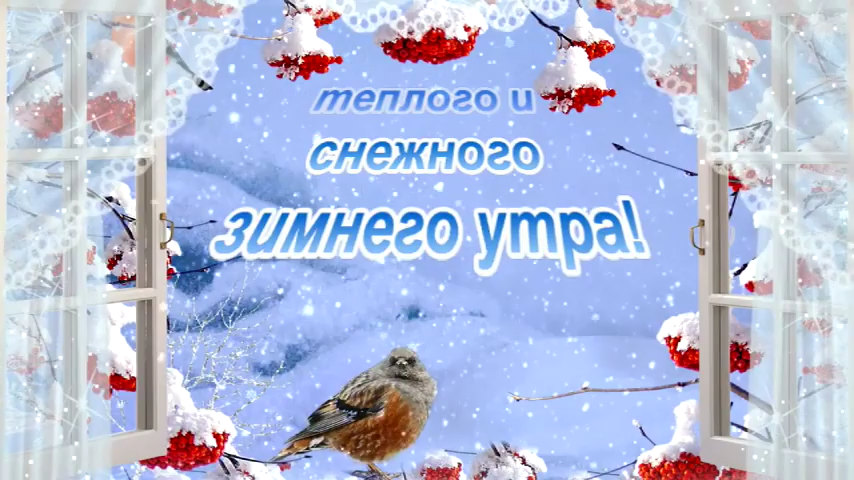 теплого и
снежного
зимнего утра!